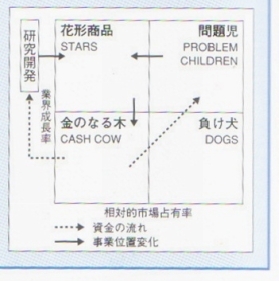 研究開発
花形商品
STARS
問題児
PROBLEM
CHILDREN
業界成長率
金のなる木
CASH COW
負け犬
DOGS
相対的市場占有率
資金の流れ
事業位置変化